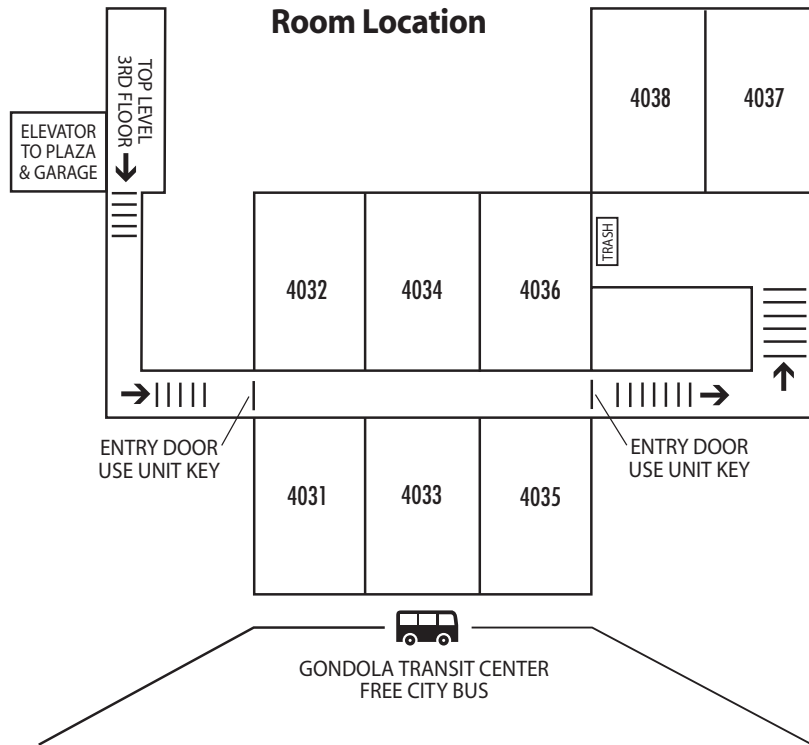 Room Location
TOP LEVEL
3RD FLOOR
ELEVATOR
TO PLAZA
& GARAGE
4038
4037
TRASH
4032
4034
4036
ENTRY DOOR
USE UNIT KEY
ENTRY DOOR
USE UNIT KEY
4031
4033
4035
GONDOLA TRANSIT CENTER
FREE CITY BUS